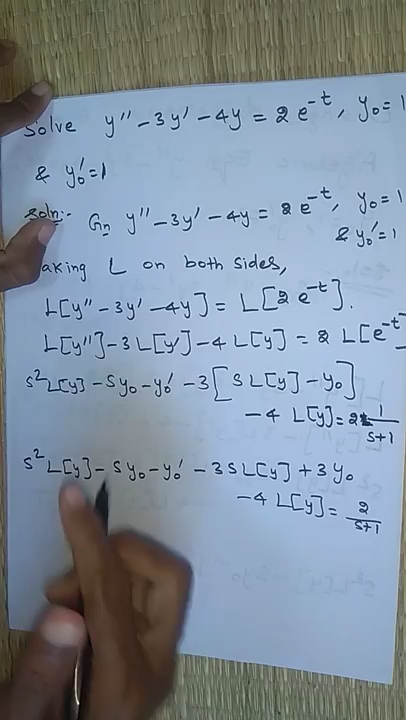 Solve y'' - 3y' - 4y = 2e^-t, y₀ = 1
& y₀' = 1
Soln:- Gn y'' - 3y' - 4y = 2e^-t, y₀ = 1
& y₀' = 1
aking L on both sides,
L[y'' - 3y' - 4y] = L[2e^-t].
L[y''] - 3L[y'] - 4L[y] = 2L[e^-t]
s²L[y] - sy₀ - y₀' - 3[sL[y] - y₀]
- 4L[y] = 2 1/s+1
s²L[y] - sy₀ - y₀' - 3sL[y] + 3y₀
- 4L[y] = 2/s+1